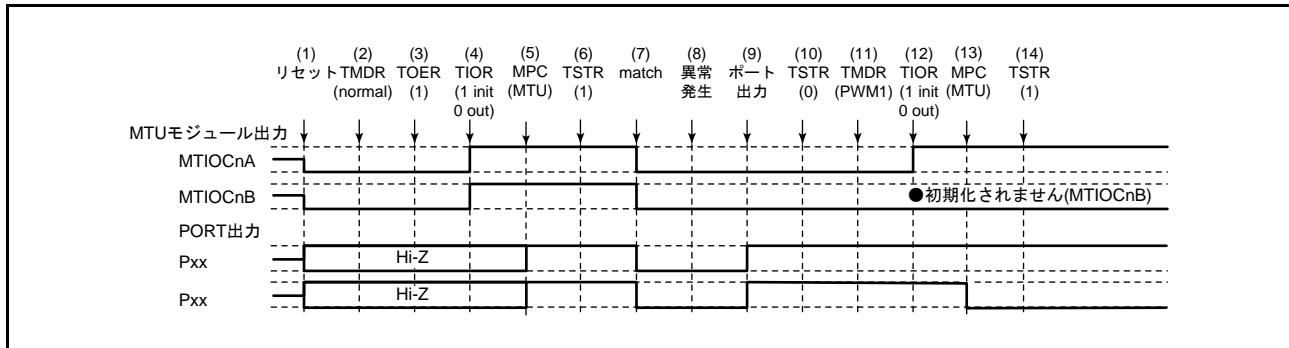 (1) (2) (3) (4) (5) (6) (7) (8) (9) (10) (11) (12) (13) (14)
リセット TMDR TOER TIOR MPC TSTR match 異常 ポート TSTR TMDR TIOR MPC TSTR
(normal) (1) (1 init (MTU) (1) 発生 出力 (0) (PWM1) (1 init (MTU) (1)
0 out) 0 out)
MTUモジュール出力
MTIOCnA
MTIOCnB ●初期化されません(MTIOCnB)
PORT出力
Pxx Hi-Z
Pxx Hi-Z